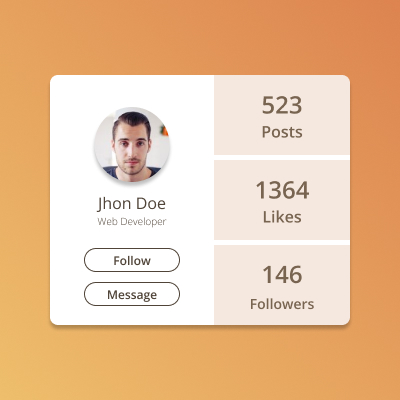 Jhon Doe
Web Developer
Follow
Message
523
Posts
1364
Likes
146
Followers